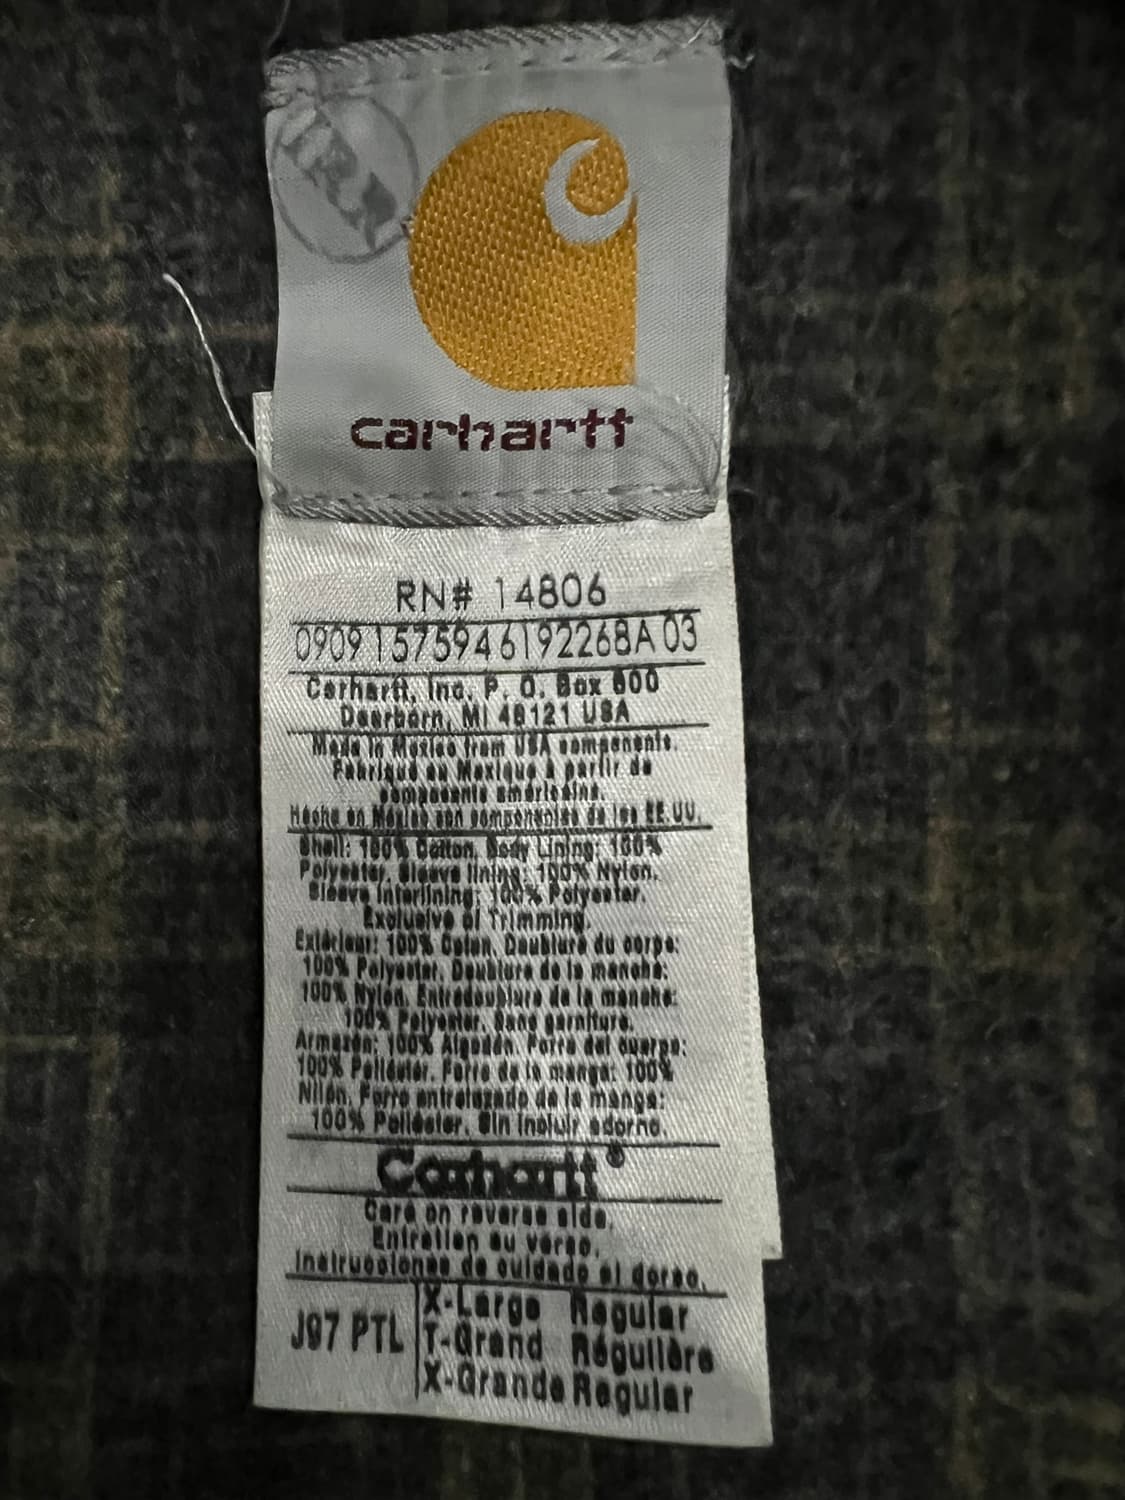 IRR
carhartt
RN# 14806
0909 1575946192268A 03
Carhartt, Inc. P. O. Box 600
Dearborn, MI 48121 USA
Made in Mexico from USA components.
Fabriqué au Mexique à partir de
composants américains.
Hecho en México con componentes de los EE.UU.
Shell: 100% Cotton. Body Lining: 100%
Polyester. Sleeve lining: 100% Nylon.
Sleeve Interlining: 100% Polyester.
Exclusive of Trimming.
Extérieur: 100% Coton. Doublure du corps:
100% Polyester. Doublure de la manche:
100% Nylon. Entredoublure de la manche:
100% Polyester. Sans garniture.
Armazón: 100% Algodón. Forro del cuerpo:
100% Poliéster. Forro de la manga: 100%
Nilón. Forro entrelazado de la manga:
100% Poliéster. Sin incluir adorno.
Carhartt®
Care on reverse side.
Entretien au verso.
Instrucciones de cuidado al dorso.
J97 PTL
X-Large Regular
T-Grand Régulière
X-Grande Regular